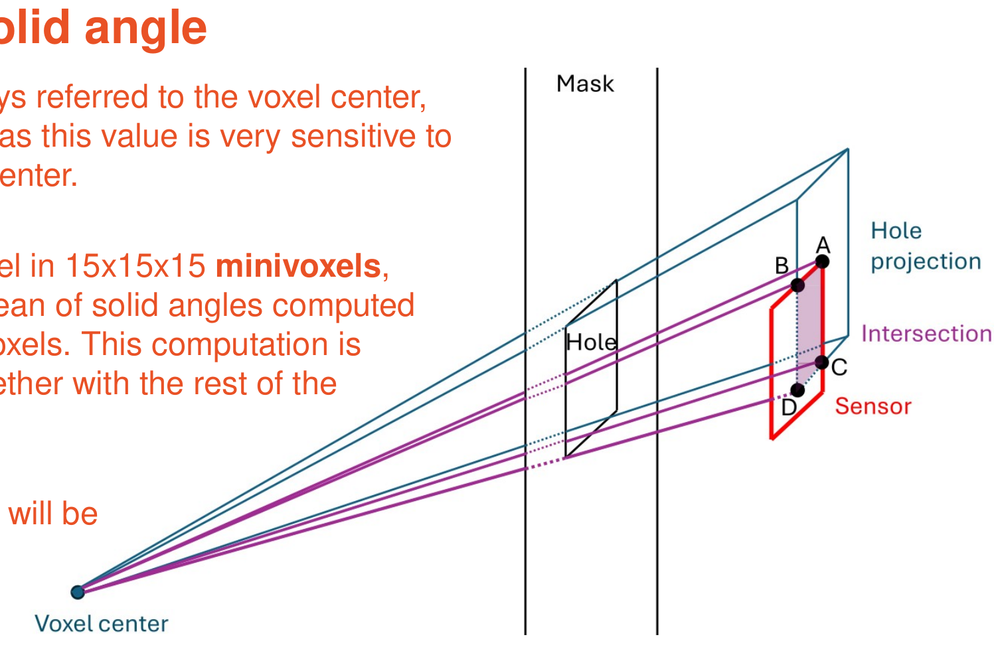 olid angle
ys referred to the voxel center,
as this value is very sensitive to
enter.
el in 15x15x15 minivoxels,
ean of solid angles computed
oxels. This computation is
ether with the rest of the
will be
Mask
Hole
projection
A
B
Hole
Intersection
C
D
Sensor
Voxel center